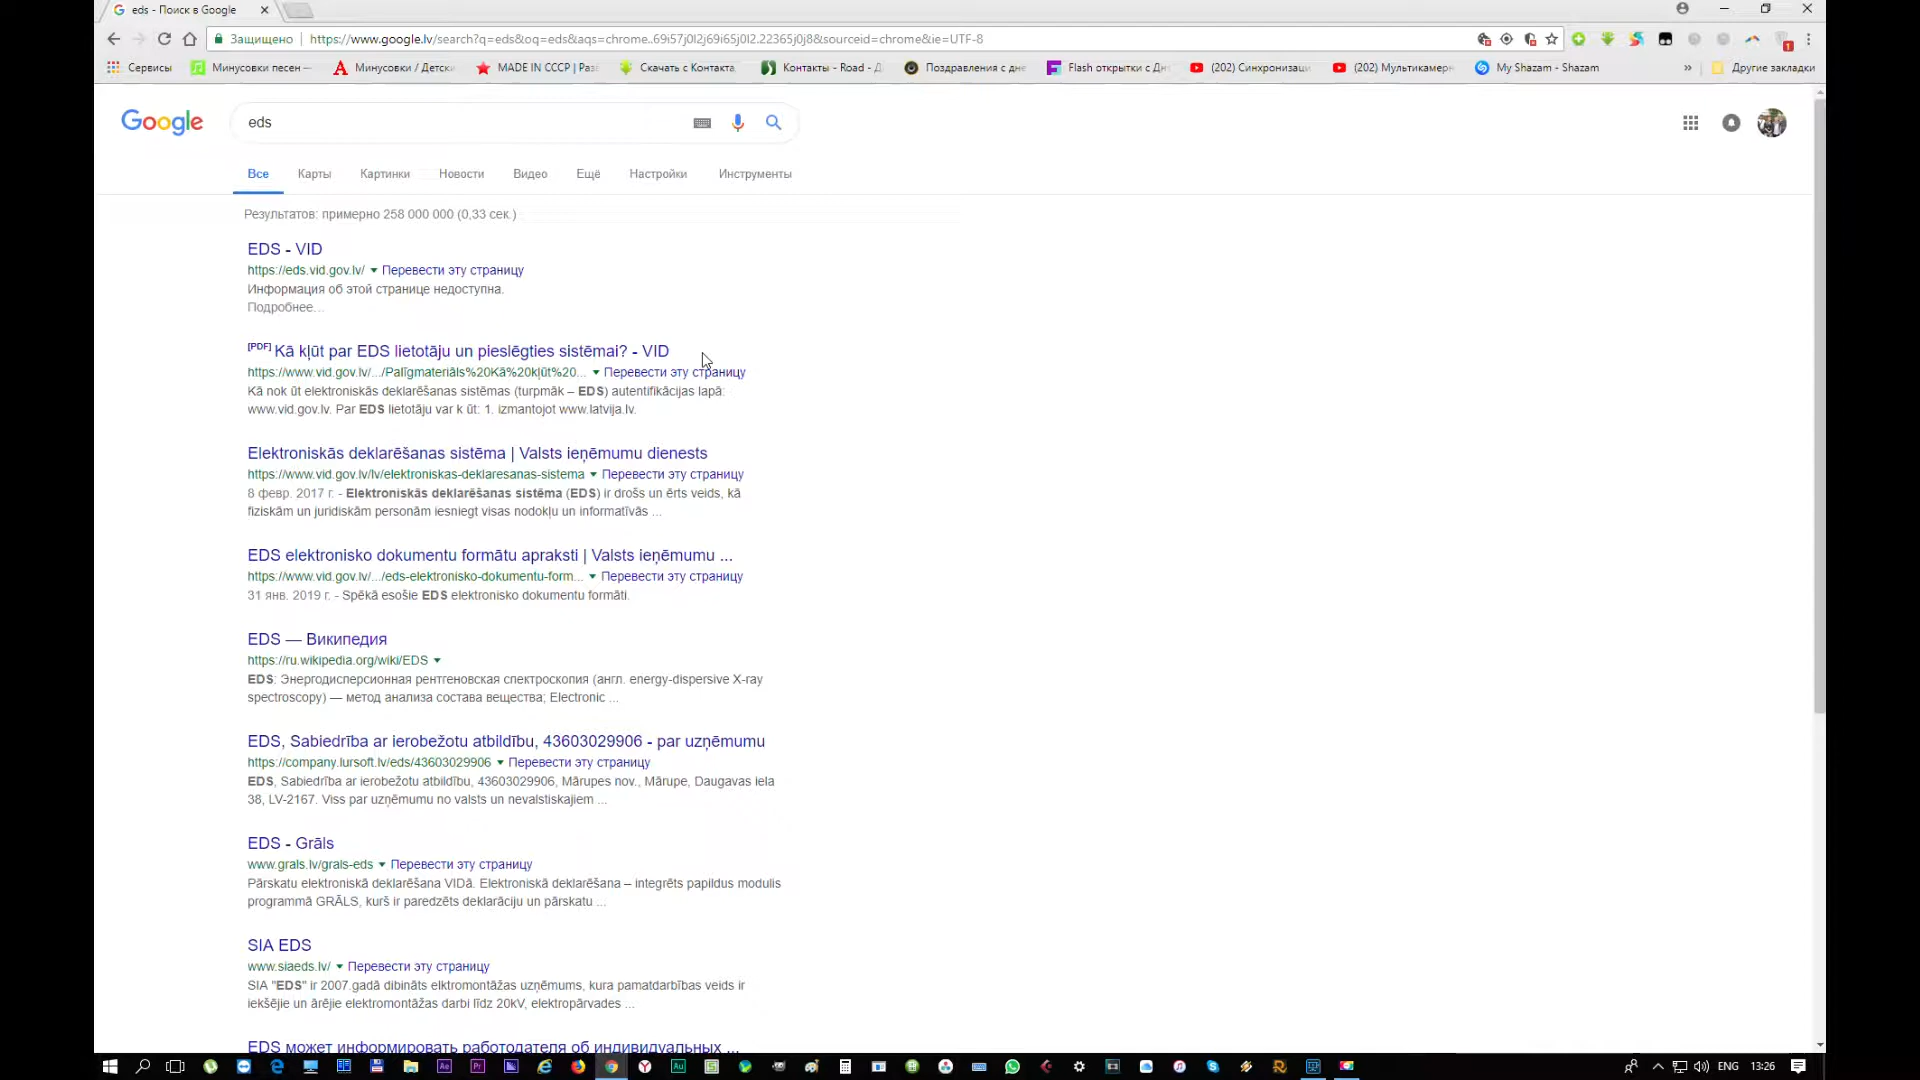 eds - Поиск в Google
Защищено
https://www.google.lv/search?q=eds&oq=eds&aqs=chrome..69i57j0l2j69i65j0l2.22365j0j8&sourceid=chrome&ie=UTF-8
Сервисы
Минусовки песен —
Минусовки / Детски
MADE IN CCCP | Раз
Скачать с Контакта
Контакты - Road - Д
Поздравления с дне
Flash открытки с Дн
(202) Синхронизаци
(202) Мультикамерн
My Shazam - Shazam
»
Другие закладки
Google
eds
Все
Карты
Картинки
Новости
Видео
Ещё
Настройки
Инструменты
Результатов: примерно 258 000 000 (0,33 сек.)
EDS - VID
https://eds.vid.gov.lv/ Перевести эту страницу
Информация об этой странице недоступна.
Подробнее...
[PDF] Kā kļūt par EDS lietotāju un pieslēgties sistēmai? - VID
https://www.vid.gov.lv/.../Palīgmateriāls%20Kā%20kļūt%20... Перевести эту страницу
Kā nok ūt elektroniskās deklarēšanas sistēmas (turpmāk – EDS) autentifikācijas lapā:
www.vid.gov.lv. Par EDS lietotāju var k ūt: 1. izmantojot www.latvija.lv.
Elektroniskās deklarēšanas sistēma | Valsts ieņēmumu dienests
https://www.vid.gov.lv/lv/elektroniskas-deklaresanas-sistema Перевести эту страницу
8 февр. 2017 г. - Elektroniskās deklarēšanas sistēma (EDS) ir drošs un ērts veids, kā
fiziskām un juridiskām personām iesniegt visas nodokļu un informatīvās ...
EDS elektronisko dokumentu formātu apraksti | Valsts ieņēmumu ...
https://www.vid.gov.lv/.../eds-elektronisko-dokumentu-form... Перевести эту страницу
31 янв. 2019 г. - Spēkā esošie EDS elektronisko dokumentu formāti.
EDS — Википедия
https://ru.wikipedia.org/wiki/EDS
EDS: Энергодисперсионная рентгеновская спектроскопия (англ. energy-dispersive X-ray
spectroscopy) — метод анализа состава вещества; Electronic ...
EDS, Sabiedrība ar ierobežotu atbildību, 43603029906 - par uzņēmumu
https://company.lursoft.lv/eds/43603029906 Перевести эту страницу
EDS, Sabiedrība ar ierobežotu atbildību, 43603029906, Mārupes nov., Mārupe, Daugavas iela
38, LV-2167. Viss par uzņēmumu no valsts un nevalstiskajiem ...
EDS - Grāls
www.grals.lv/grals-eds Перевести эту страницу
Pārskatu elektroniskā deklarēšana VIDā. Elektroniskā deklarēšana – integrēts papildus modulis
programmā GRĀLS, kurš ir paredzēts deklarāciju un pārskatu ...
SIA EDS
www.siaeds.lv/ Перевести эту страницу
SIA "EDS" ir 2007.gadā dibināts elktromontāžas uzņēmums, kura pamatdarbības veids ir
iekšējie un ārējie elektromontāžas darbi līdz 20kV, elektropārvades ...
EDS может информировать работодателя об индивидуальных ...
ENG
13:26